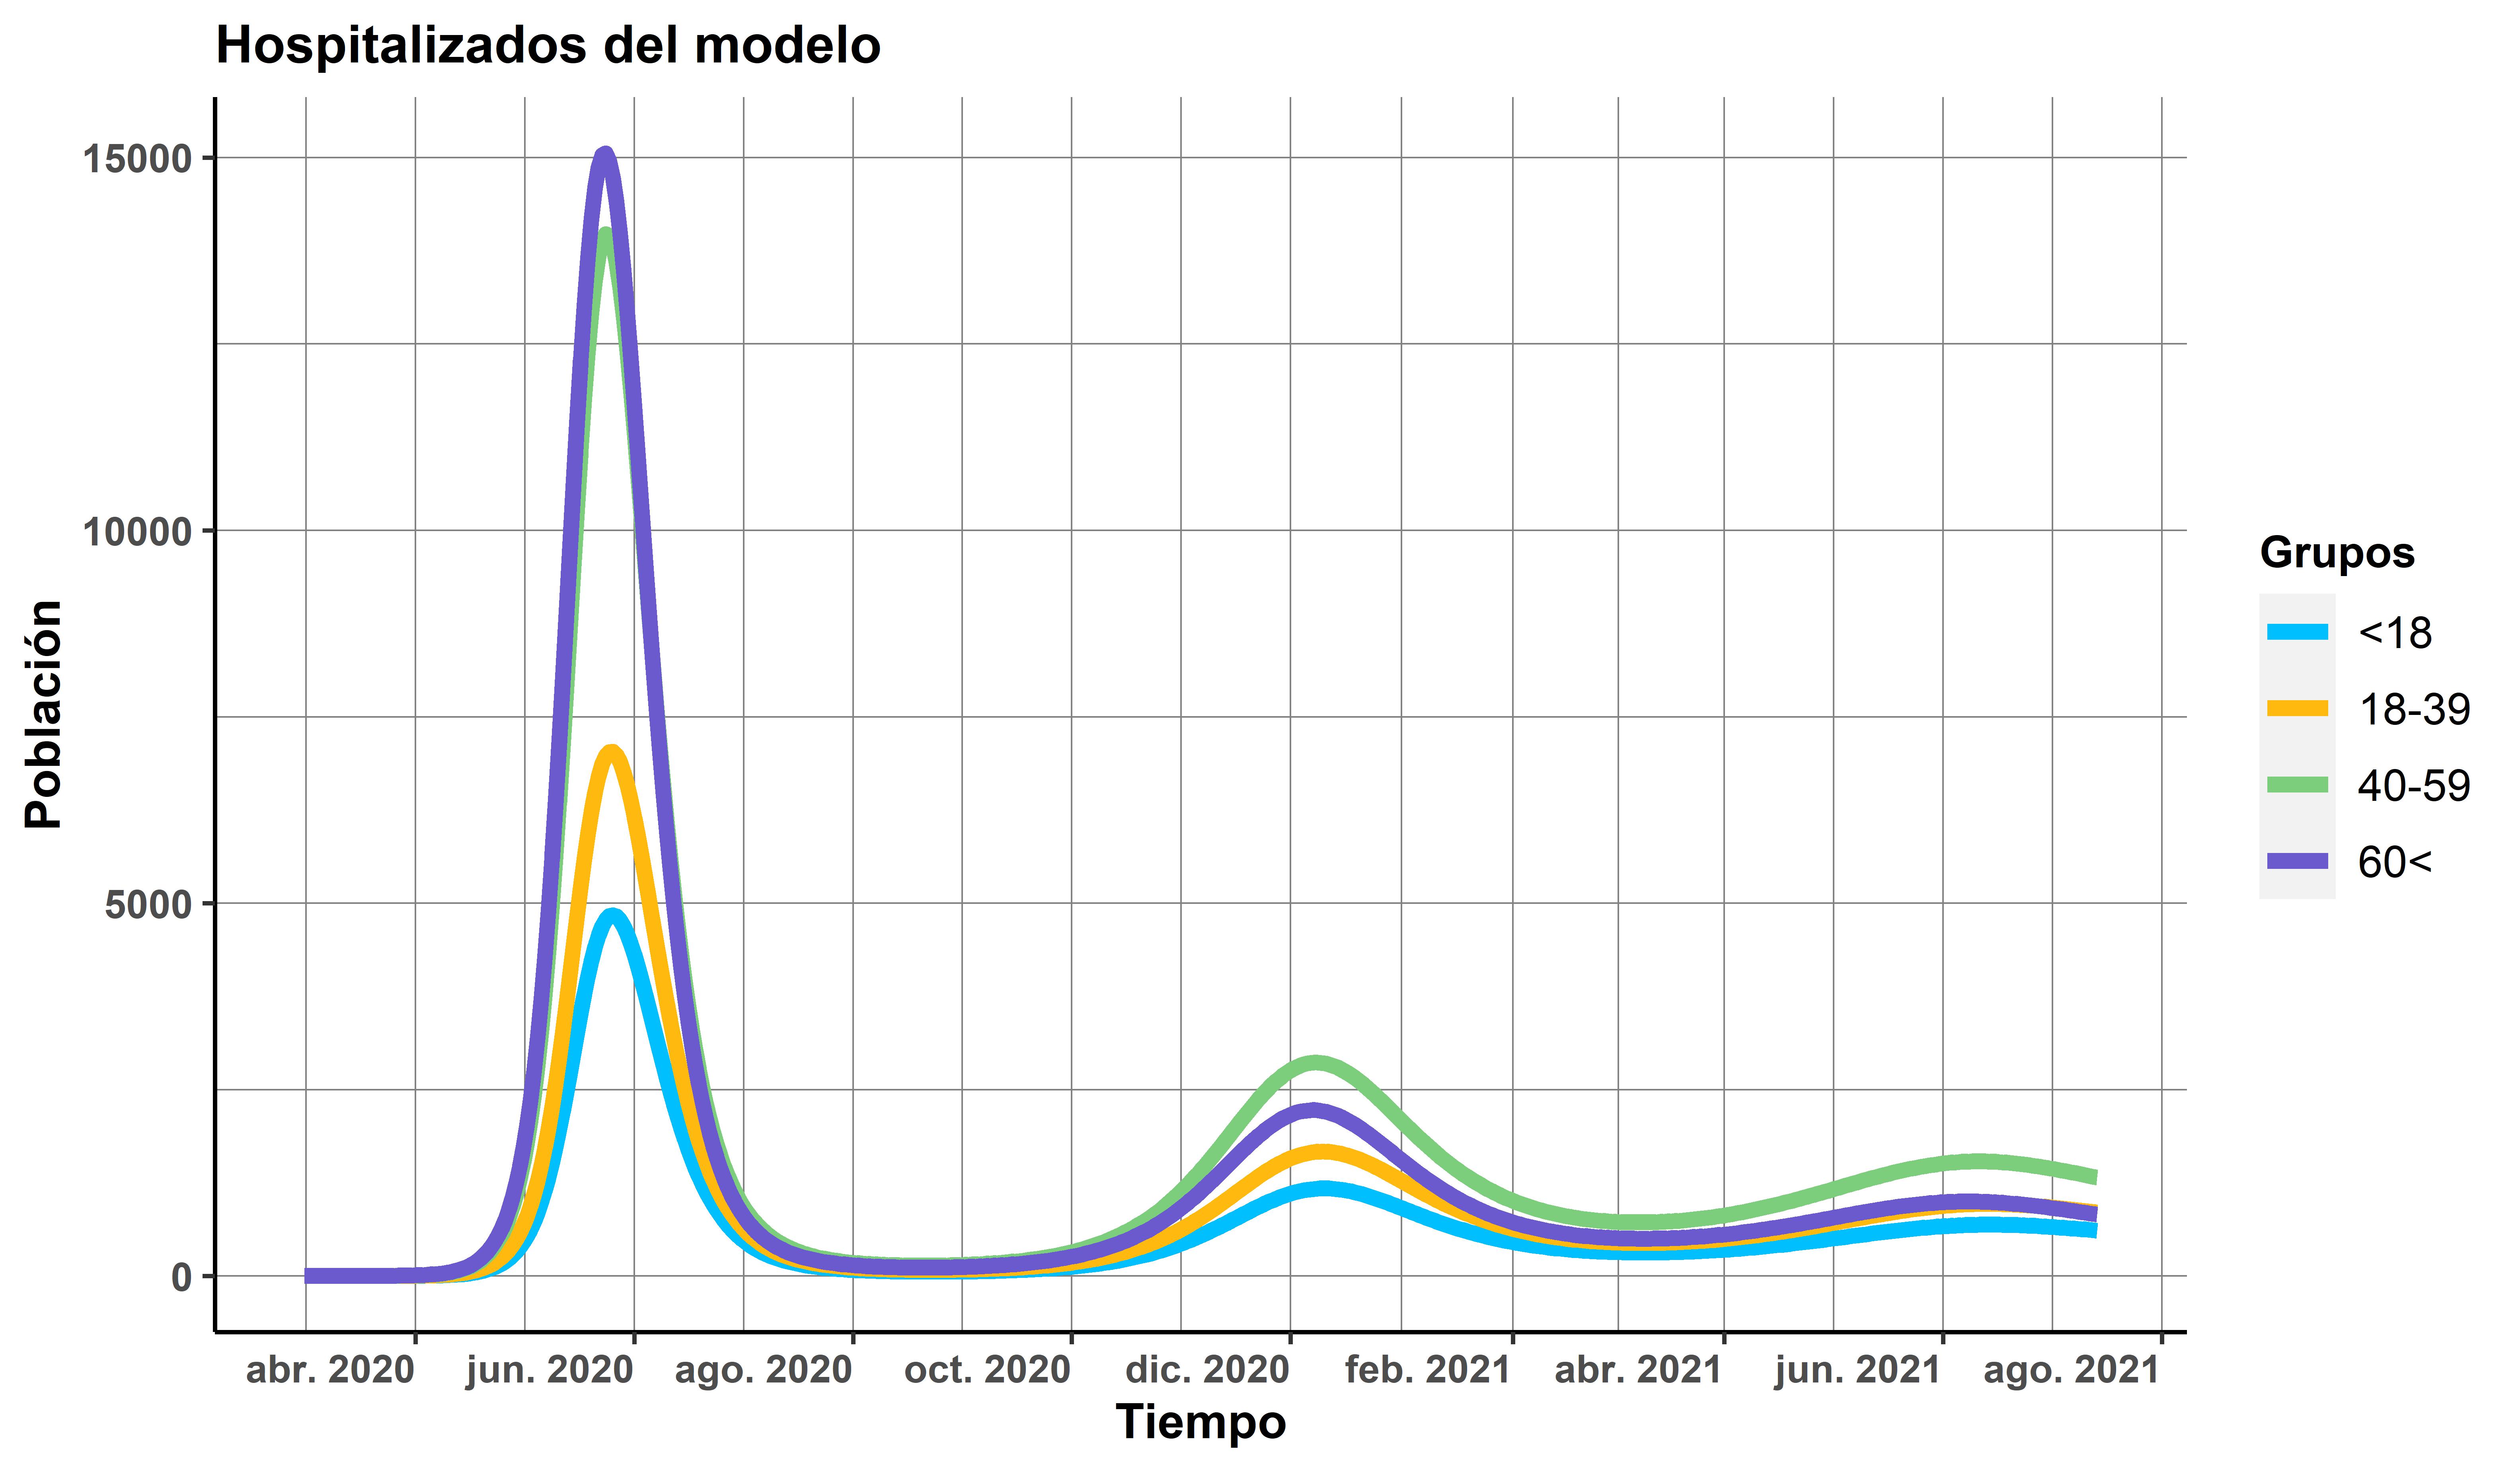 Hospitalizados del modelo
15000
10000
5000
0
Población
abr. 2020 jun. 2020 ago. 2020 oct. 2020 dic. 2020 feb. 2021 abr. 2021 jun. 2021 ago. 2021
Tiempo
Grupos
<18
18-39
40-59
60<